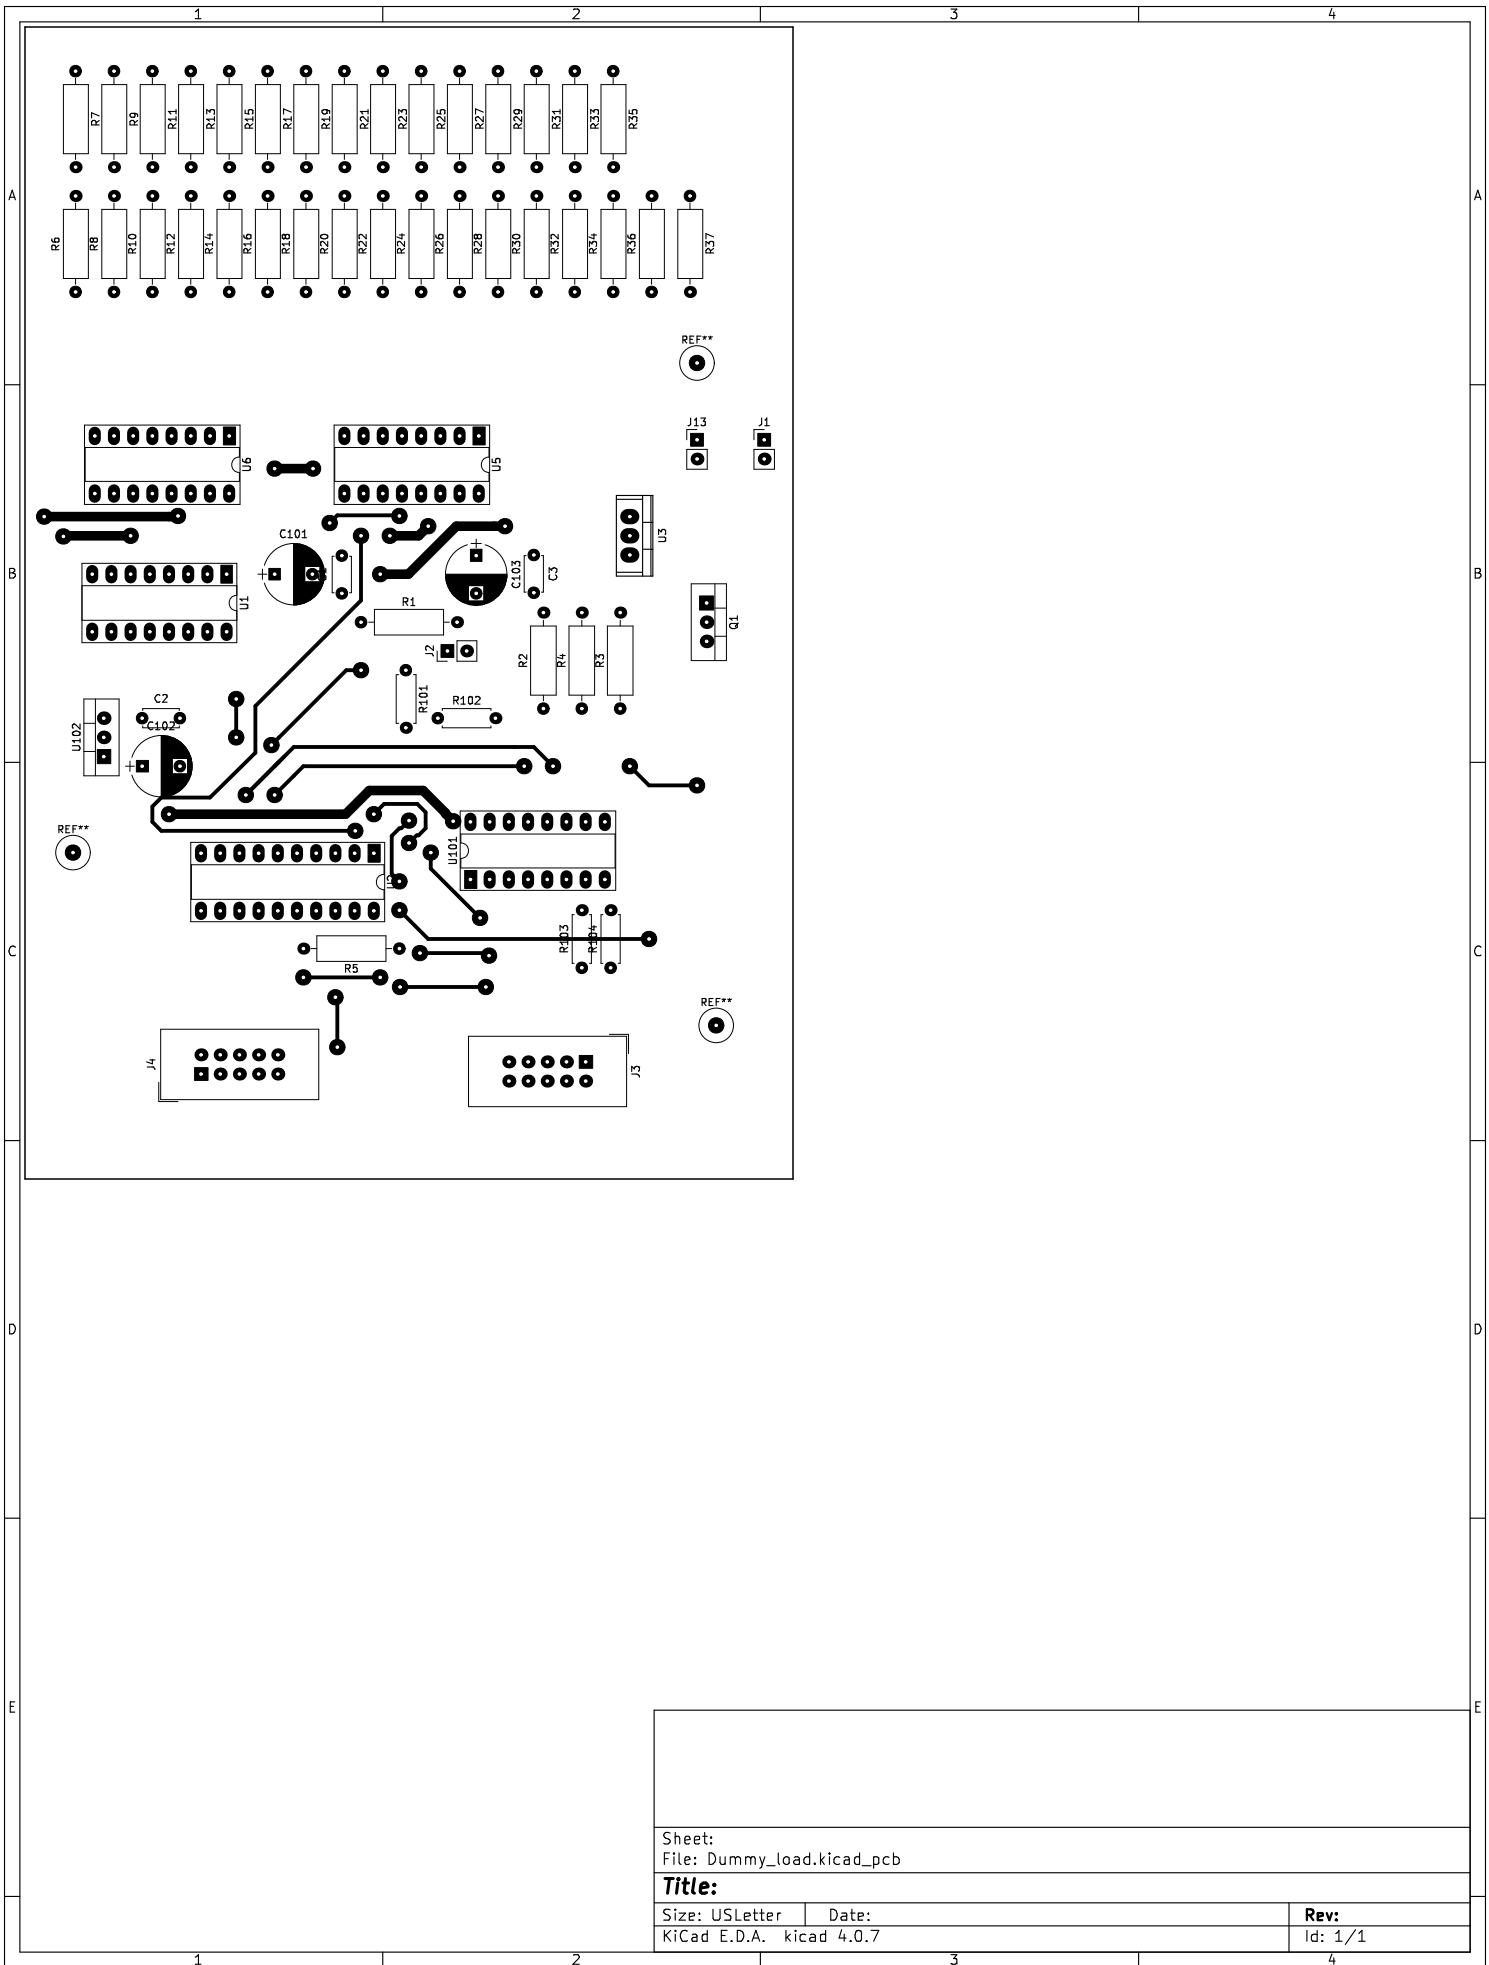 1 2 3 4
R7 R9 R11 R13 R15 R17 R19 R21 R23 R25 R27 R29 R31 R33 R35
A A
R6 R8 R10 R12 R14 R16 R18 R20 R22 R24 R26 R28 R30 R32 R34 R36 R37
REF**
J13 J1
U6 U5
C101 U3
B C103 C3 B
U1 R1 Q1
J2 R2 R4 R3
C2 R101 R102
U102 C102
REF**
U101
C R103 R104 C
R5
REF**
J4 J3
D D
E E
Sheet:
File: Dummy_load.kicad_pcb
Title:
Size: USLetter Date: Rev:
KiCad E.D.A. kicad 4.0.7 Id: 1/1
1 2 3 4